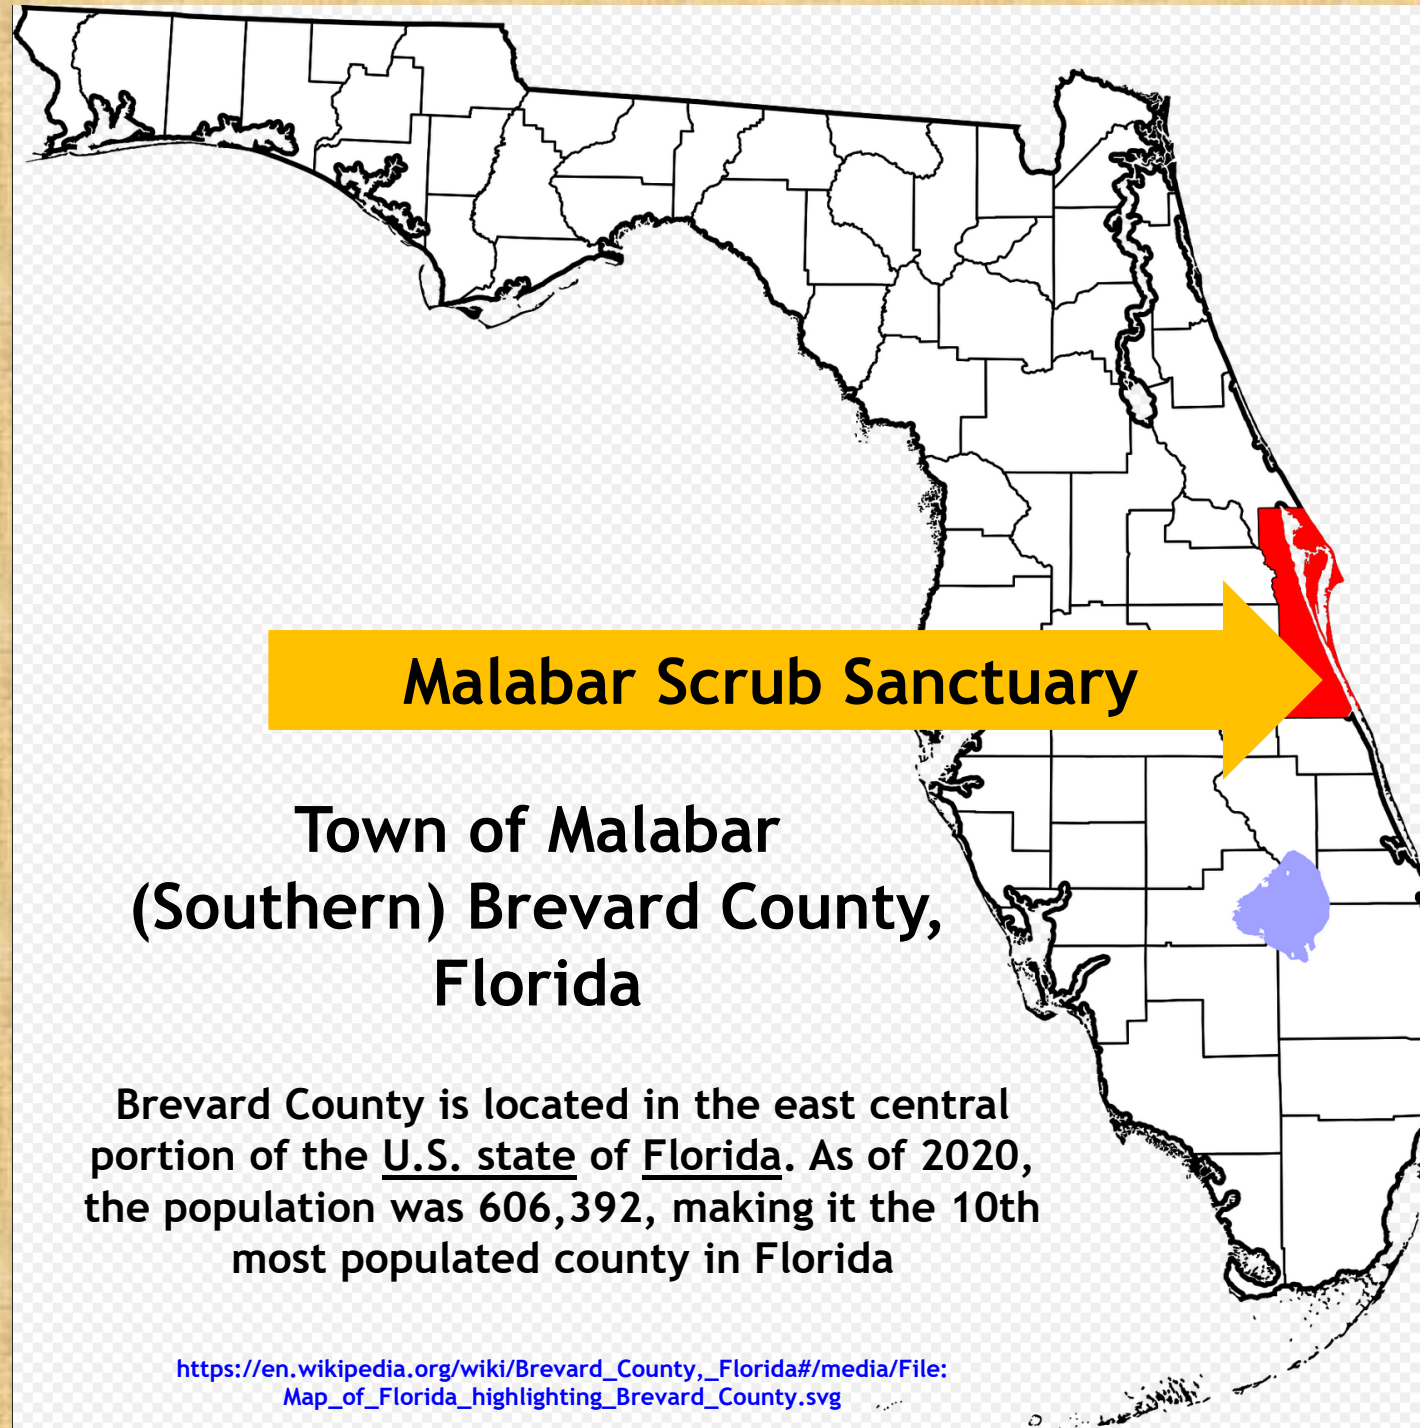 Malabar Scrub Sanctuary
Town of Malabar
(Southern) Brevard County,
Florida
Brevard County is located in the east central
portion of the U.S. state of Florida. As of 2020,
the population was 606,392, making it the 10th
most populated county in Florida
https://en.wikipedia.org/wiki/Brevard_County,_Florida#/media/File:
Map_of_Florida_highlighting_Brevard_County.svg